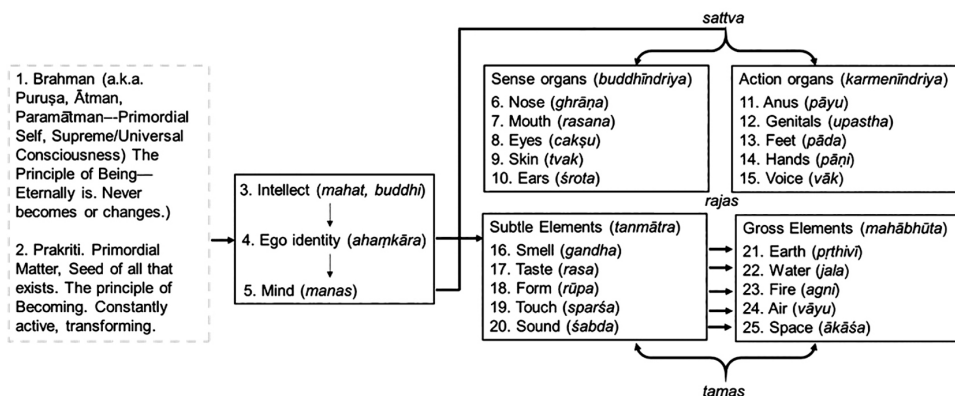 sattva
1. Brahman (a.k.a.
Puruṣa, Ātman,
Paramātman–-Primordial
Self, Supreme/Universal
Consciousness) The
Principle of Being—
Eternally is. Never
becomes or changes.)
2. Prakriti. Primordial
Matter, Seed of all that
exists. The principle of
Becoming. Constantly
active, transforming.
3. Intellect (mahat, buddhi)
4. Ego identity (ahaṃkāra)
5. Mind (manas)
Sense organs (buddhīndriya)
6. Nose (ghrāṇa)
7. Mouth (rasana)
8. Eyes (cakṣu)
9. Skin (tvak)
10. Ears (śrota)
Action organs (karmenīndriya)
11. Anus (pāyu)
12. Genitals (upastha)
13. Feet (pāda)
14. Hands (pāṇi)
15. Voice (vāk)
rajas
Subtle Elements (tanmātra)
16. Smell (gandha)
17. Taste (rasa)
18. Form (rūpa)
19. Touch (sparśa)
20. Sound (śabda)
Gross Elements (mahābhūta)
21. Earth (pṛthivī)
22. Water (jala)
23. Fire (agni)
24. Air (vāyu)
25. Space (ākāśa)
tamas